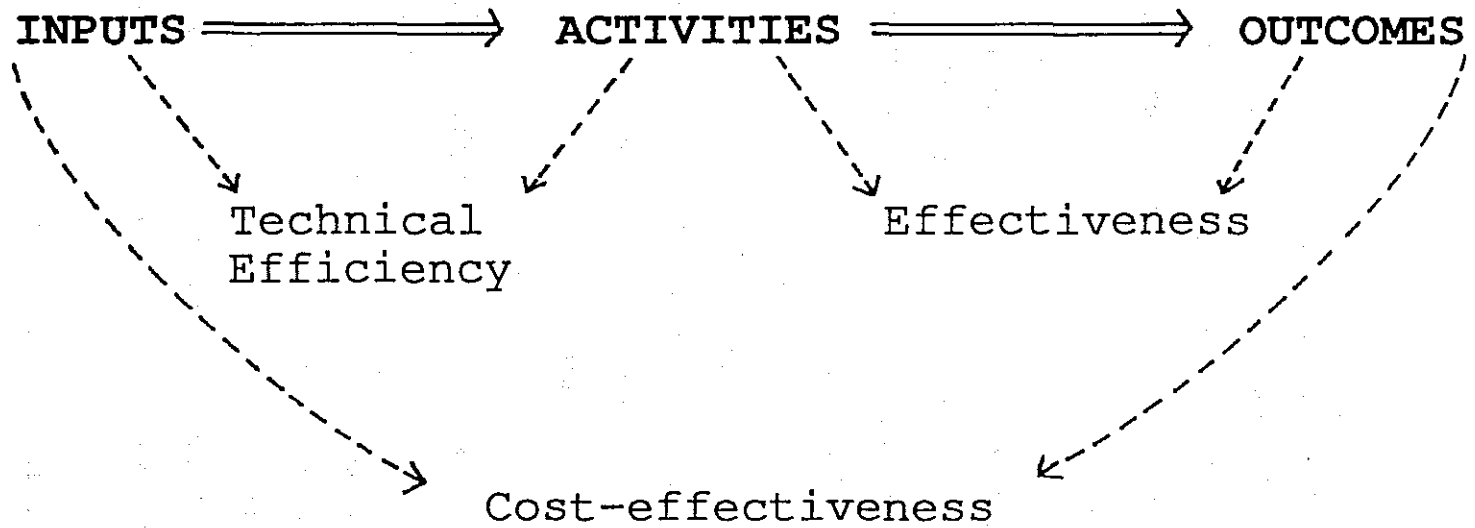 INPUTS ACTIVITIES OUTCOMES
Technical Effectiveness
Efficiency
Cost-effectiveness